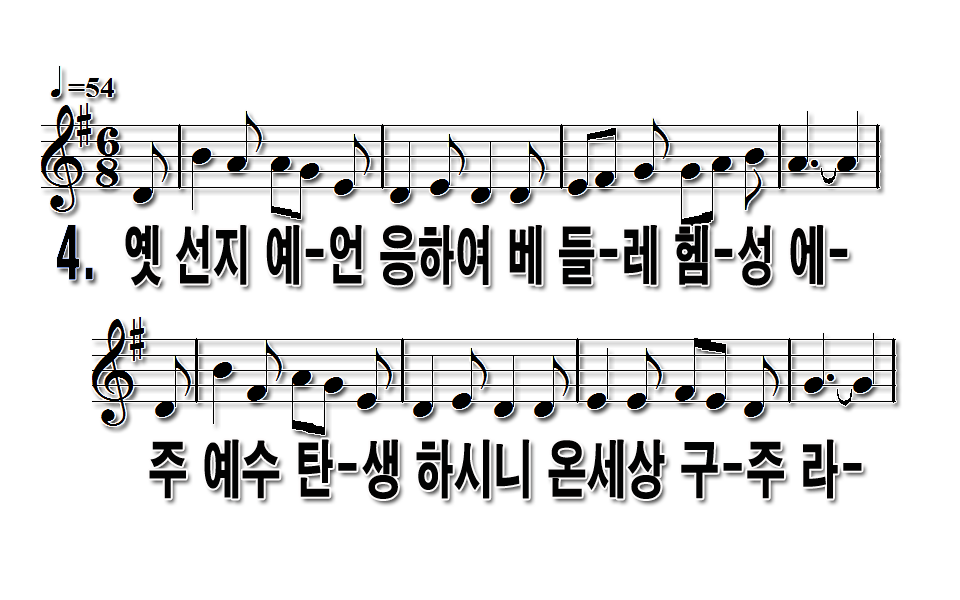 =54
6
8
4. 옛 선지 예-언 응하여 베 들-레 헴-성 에-
주 예수 탄-생 하시니 온세상 구-주 라-